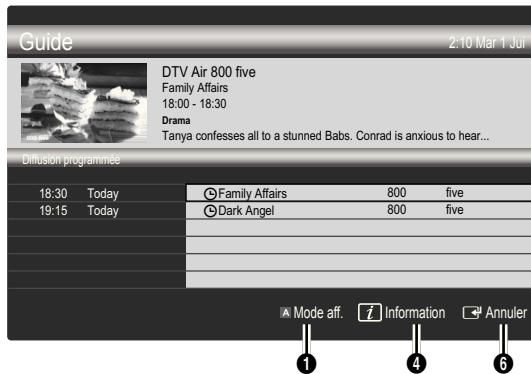 Guide 2:10 Mar 1 Jui
DTV Air 800 five
Family Affairs
18:00 - 18:30
Drama
Tanya confesses all to a stunned Babs. Conrad is anxious to hear...
Diffusion programmée
18:30 Today Family Affairs 800 five
19:15 Today Dark Angel 800 five
A Mode aff. i Information Annuler
1 4 6